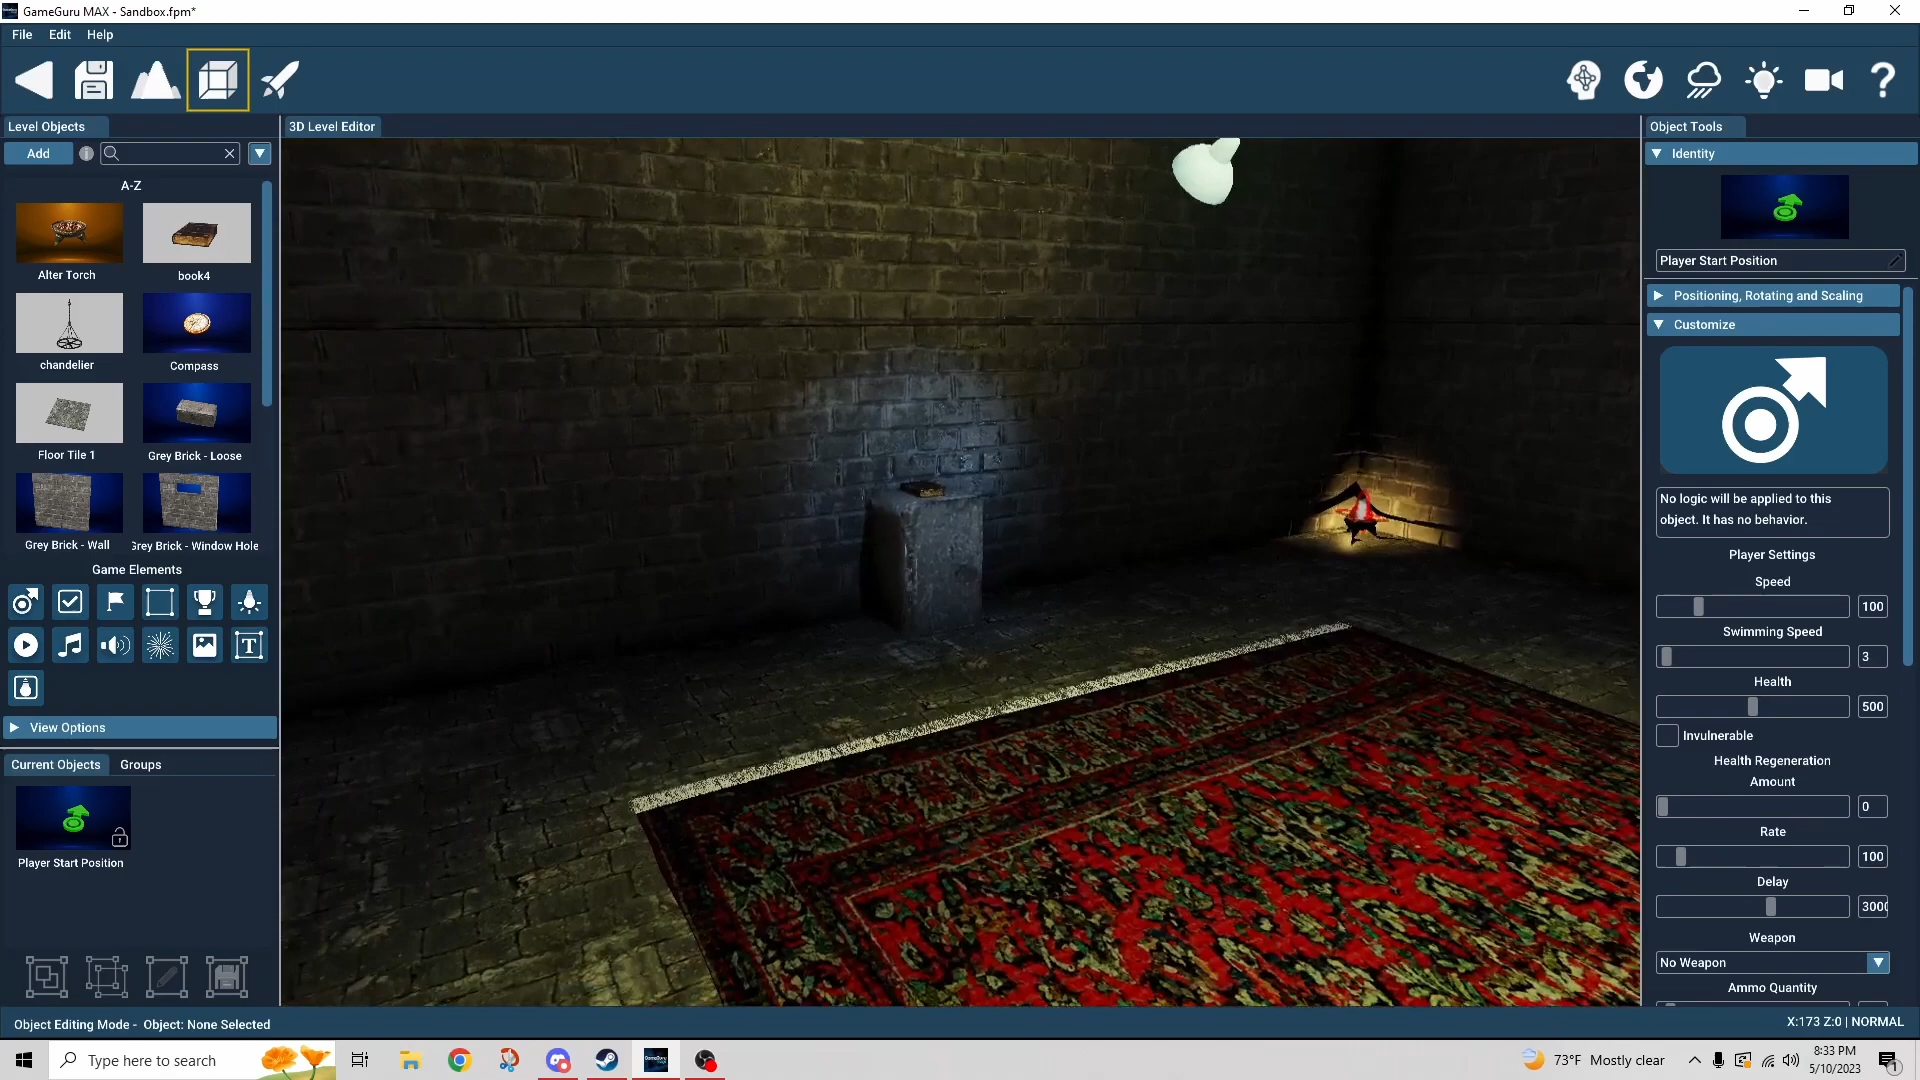 GameGuru MAX - Sandbox.fpm*
File Edit Help
Level Objects
3D Level Editor
Object Tools
Add
Identity
A-Z
Alter Torch
book4
Player Start Position
chandelier
Compass
Positioning, Rotating and Scaling
Customize
Floor Tile 1
Grey Brick - Loose
No logic will be applied to this
object. It has no behavior.
Grey Brick - Wall
Grey Brick - Window Hole
Game Elements
T
Player Settings
Speed
100
Swimming Speed
3
Health
500
Invulnerable
Health Regeneration
Amount
0
Rate
100
Delay
3000
Weapon
No Weapon
Ammo Quantity
View Options
Current Objects
Groups
Player Start Position
Object Editing Mode - Object: None Selected
X:173 Z:0 | NORMAL
Type here to search
73°F Mostly clear
8:33 PM
5/10/2023
1